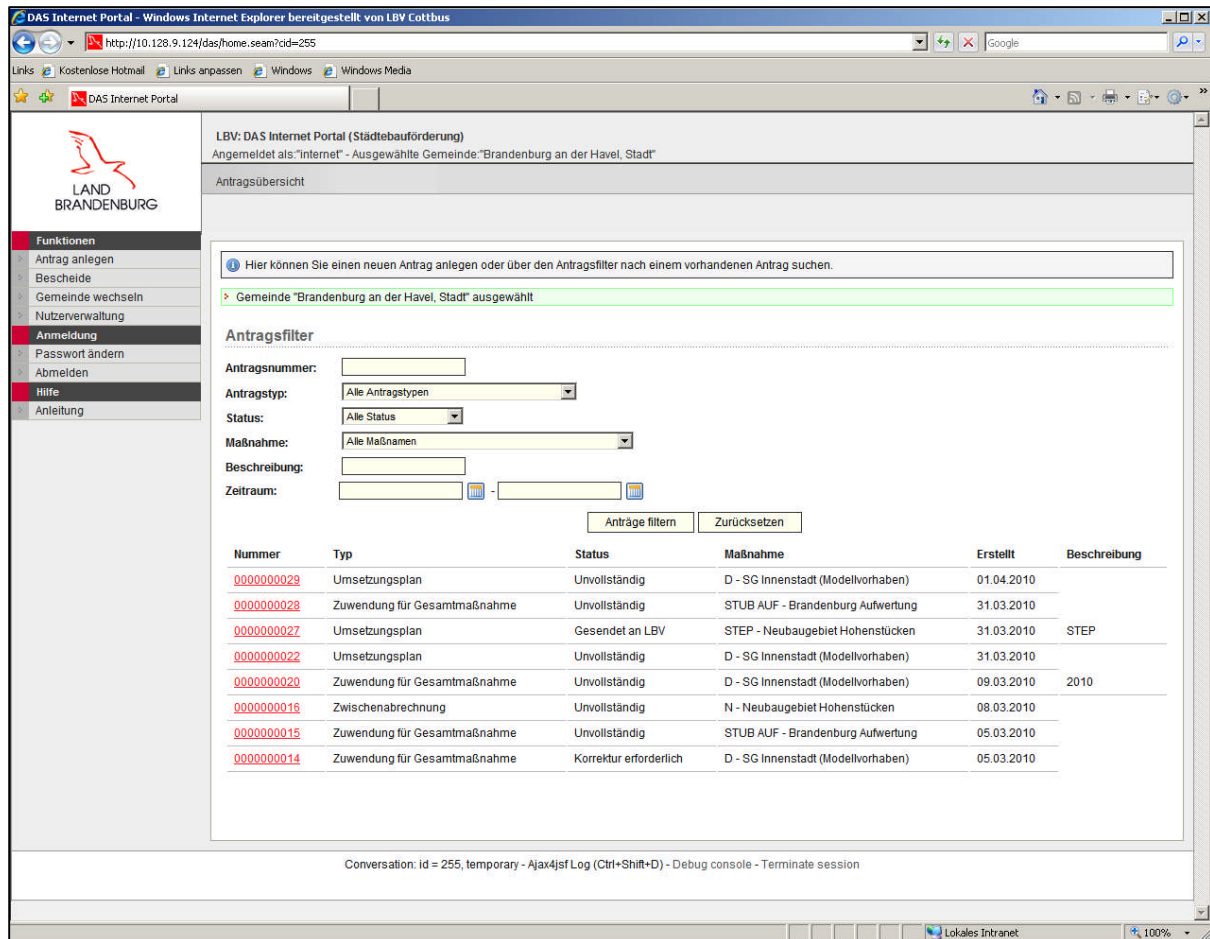 DAS Internet Portal - Windows Internet Explorer bereitgestellt von LBV Cottbus
http://10.128.9.124/das/home.seam?cid=255
Google
Links Kostenlose Hotmail Links anpassen Windows Windows Media
DAS Internet Portal
LAND
BRANDENBURG
LBV: DAS Internet Portal (Städtebauförderung)
Angemeldet als:"internet" - Ausgewählte Gemeinde:"Brandenburg an der Havel, Stadt"
Antragsübersicht
Funktionen
Antrag anlegen
Bescheide
Gemeinde wechseln
Nutzerverwaltung
Anmeldung
Passwort ändern
Abmelden
Hilfe
Anleitung
Hier können Sie einen neuen Antrag anlegen oder über den Antragsfilter nach einem vorhandenen Antrag suchen.
Gemeinde "Brandenburg an der Havel, Stadt" ausgewählt
Antragsfilter
Antragsnummer:
Antragstyp: Alle Antragstypen
Status: Alle Status
Maßnahme: Alle Maßnamen
Beschreibung:
Zeitraum: -
Anträge filtern Zurücksetzen
Nummer Typ Status Maßnahme Erstellt Beschreibung
0000000029 Umsetzungsplan Unvollständig D - SG Innenstadt (Modellvorhaben) 01.04.2010
0000000028 Zuwendung für Gesamtmaßnahme Unvollständig STUB AUF - Brandenburg Aufwertung 31.03.2010
0000000027 Umsetzungsplan Gesendet an LBV STEP - Neubaugebiet Hohenstücken 31.03.2010 STEP
0000000022 Umsetzungsplan Unvollständig D - SG Innenstadt (Modellvorhaben) 31.03.2010
0000000020 Zuwendung für Gesamtmaßnahme Unvollständig D - SG Innenstadt (Modellvorhaben) 09.03.2010 2010
0000000016 Zwischenabrechnung Unvollständig N - Neubaugebiet Hohenstücken 08.03.2010
0000000015 Zuwendung für Gesamtmaßnahme Unvollständig STUB AUF - Brandenburg Aufwertung 05.03.2010
0000000014 Zuwendung für Gesamtmaßnahme Korrektur erforderlich D - SG Innenstadt (Modellvorhaben) 05.03.2010
Conversation: id = 255, temporary - Ajax4jsf Log (Ctrl+Shift+D) - Debug console - Terminate session
Lokales Intranet 100%